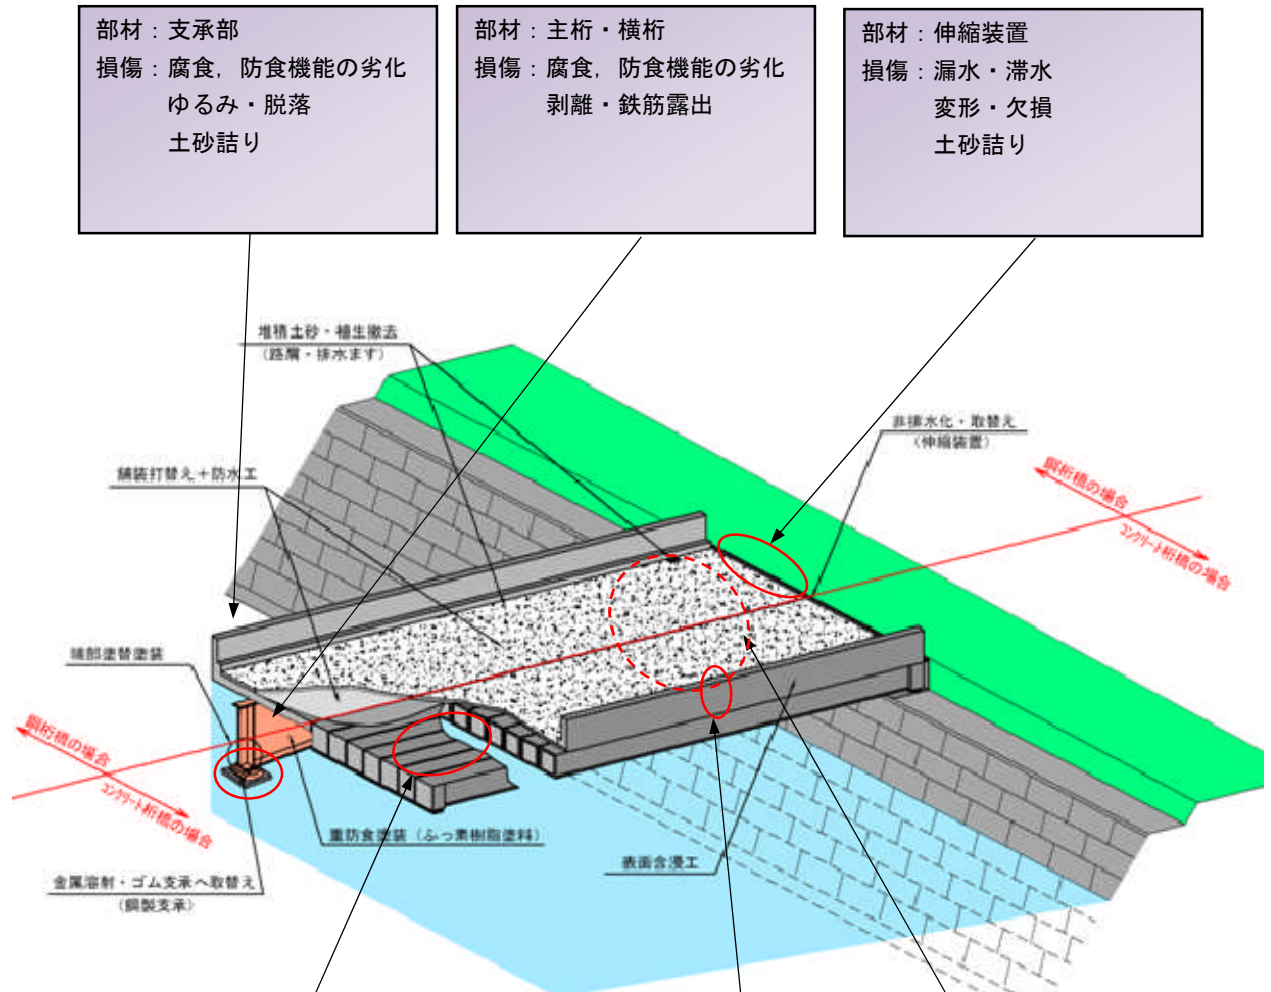 部材：支承部
損傷：腐食，防食機能の劣化
ゆるみ・脱落
土砂詰り
部材：主桁・横桁
損傷：腐食，防食機能の劣化
剥離・鉄筋露出
部材：伸縮装置
損傷：漏水・滞水
変形・欠損
土砂詰り
堆積土砂・植生撤去
（路肩・排水ます）
非排水化・取替え
（伸縮装置）
鋼桁橋の場合
コンクリート桁橋の場合
舗装打替え＋防水工
端部塗替塗装
鋼桁橋の場合
コンクリート桁橋の場合
重防食塗装（ふっ素樹脂塗料）
表面含浸工
金属溶射・ゴム支承へ取替え
（鋼製支承）